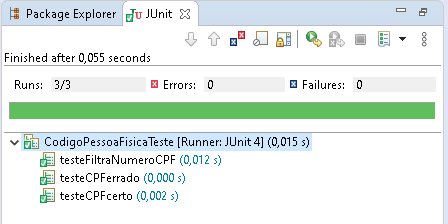 Package Explorer JUnit
Finished after 0,055 seconds
Runs: 3/3 Errors: 0 Failures: 0
CodigoPessoaFisicaTeste [Runner: JUnit 4] (0,015 s)
testeFiltraNumeroCPF (0,012 s)
testeCPFerrado (0,000 s)
testeCPFcerto (0,002 s)